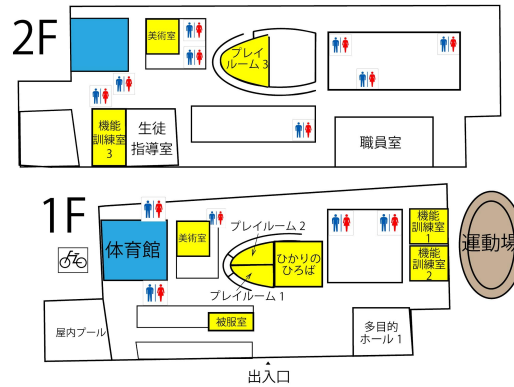 2F
美術室
プレイ
ルーム 3
機能
訓練室
3
生徒
指導室
職員室
1F
体育館
美術室
プレイルーム 2
ひかりの
ひろば
プレイルーム 1
機能
訓練室
1
機能
訓練室
2
運動場
屋内プール
被服室
多目的
ホール 1
出入口